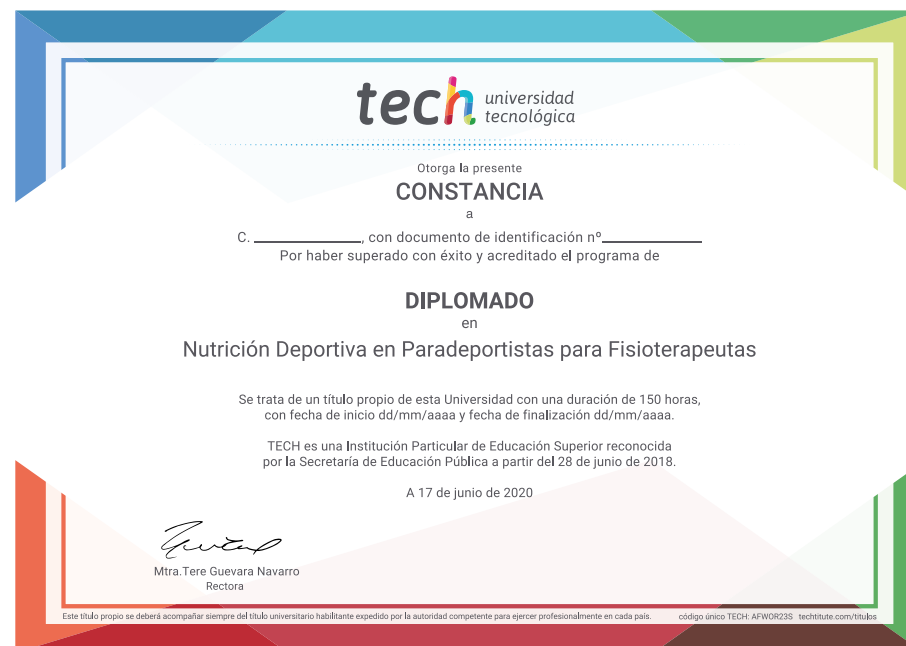 tech universidad
tecnológica
Otorga la presente
CONSTANCIA
a
C. ____________, con documento de identificación nº____________
Por haber superado con éxito y acreditado el programa de
DIPLOMADO
en
Nutrición Deportiva en Paradeportistas para Fisioterapeutas
Se trata de un título propio de esta Universidad con una duración de 150 horas,
con fecha de inicio dd/mm/aaaa y fecha de finalización dd/mm/aaaa.
TECH es una Institución Particular de Educación Superior reconocida
por la Secretaría de Educación Pública a partir del 28 de junio de 2018.
A 17 de junio de 2020
Mtra.Tere Guevara Navarro
Rectora
Este título propio se deberá acompañar siempre del título universitario habilitante expedido por la autoridad competente para ejercer profesionalmente en cada país. código único TECH: AFWOR23S techtitute.com/titulos